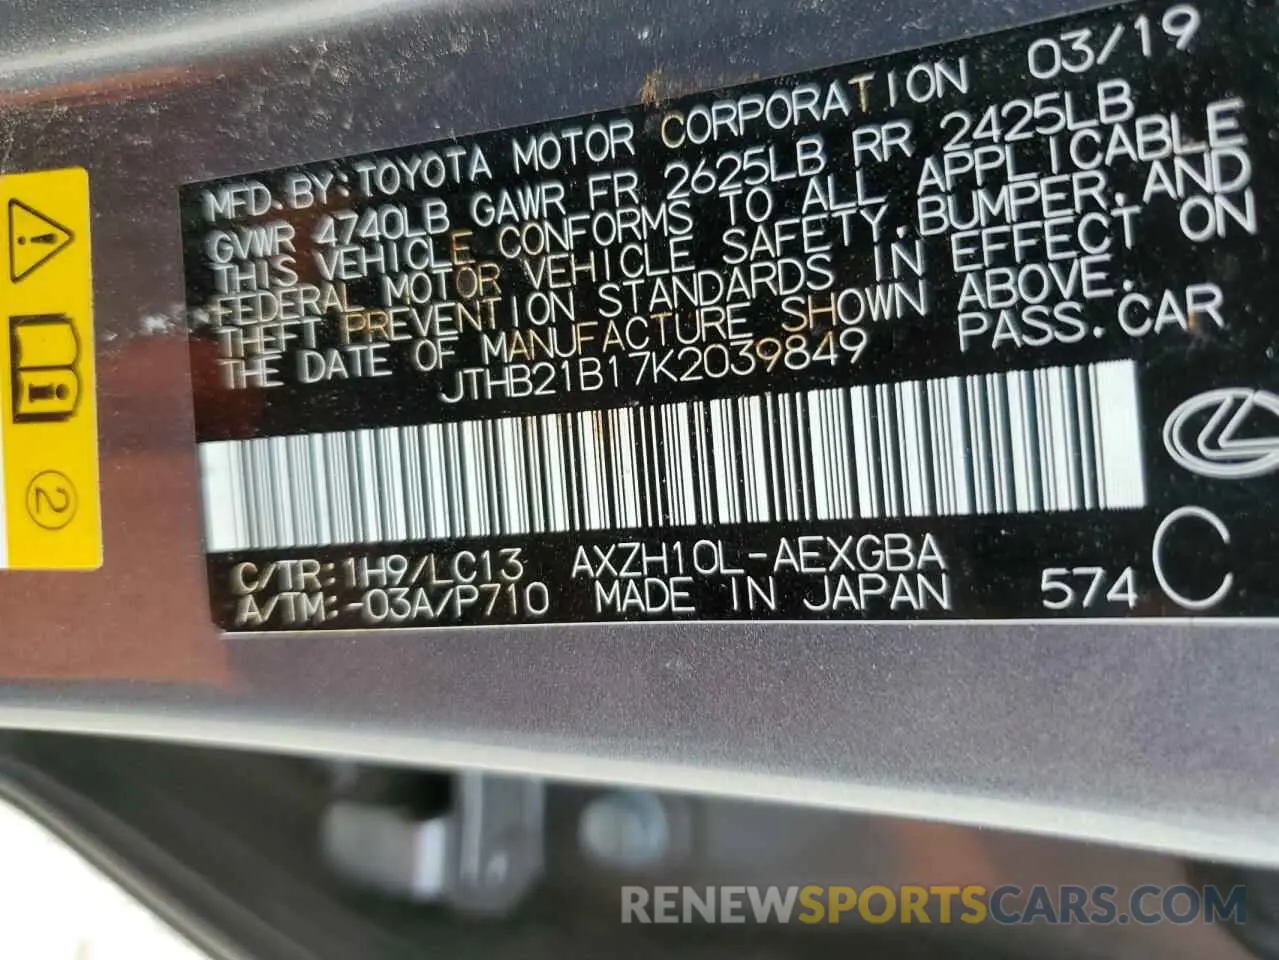 MFD.BY:TOYOTA MOTOR CORPORATION 03/19
GVWR 4740LB GAWR FR 2625LB RR 2425LB
THIS VEHICLE CONFORMS TO ALL APPLICABLE
FEDERAL MOTOR VEHICLE SAFETY,BUMPER,AND
THEFT PREVENTION STANDARDS IN EFFECT ON
THE DATE OF MANUFACTURE SHOWN ABOVE.
JTHB21B17K2039849 PASS.CAR
C/TR:1H9/LC13 AXZH10L-AEXGBA
A/TM:-03A/P710 MADE IN JAPAN 574 C
2
RENEWSPORTSCARS.COM